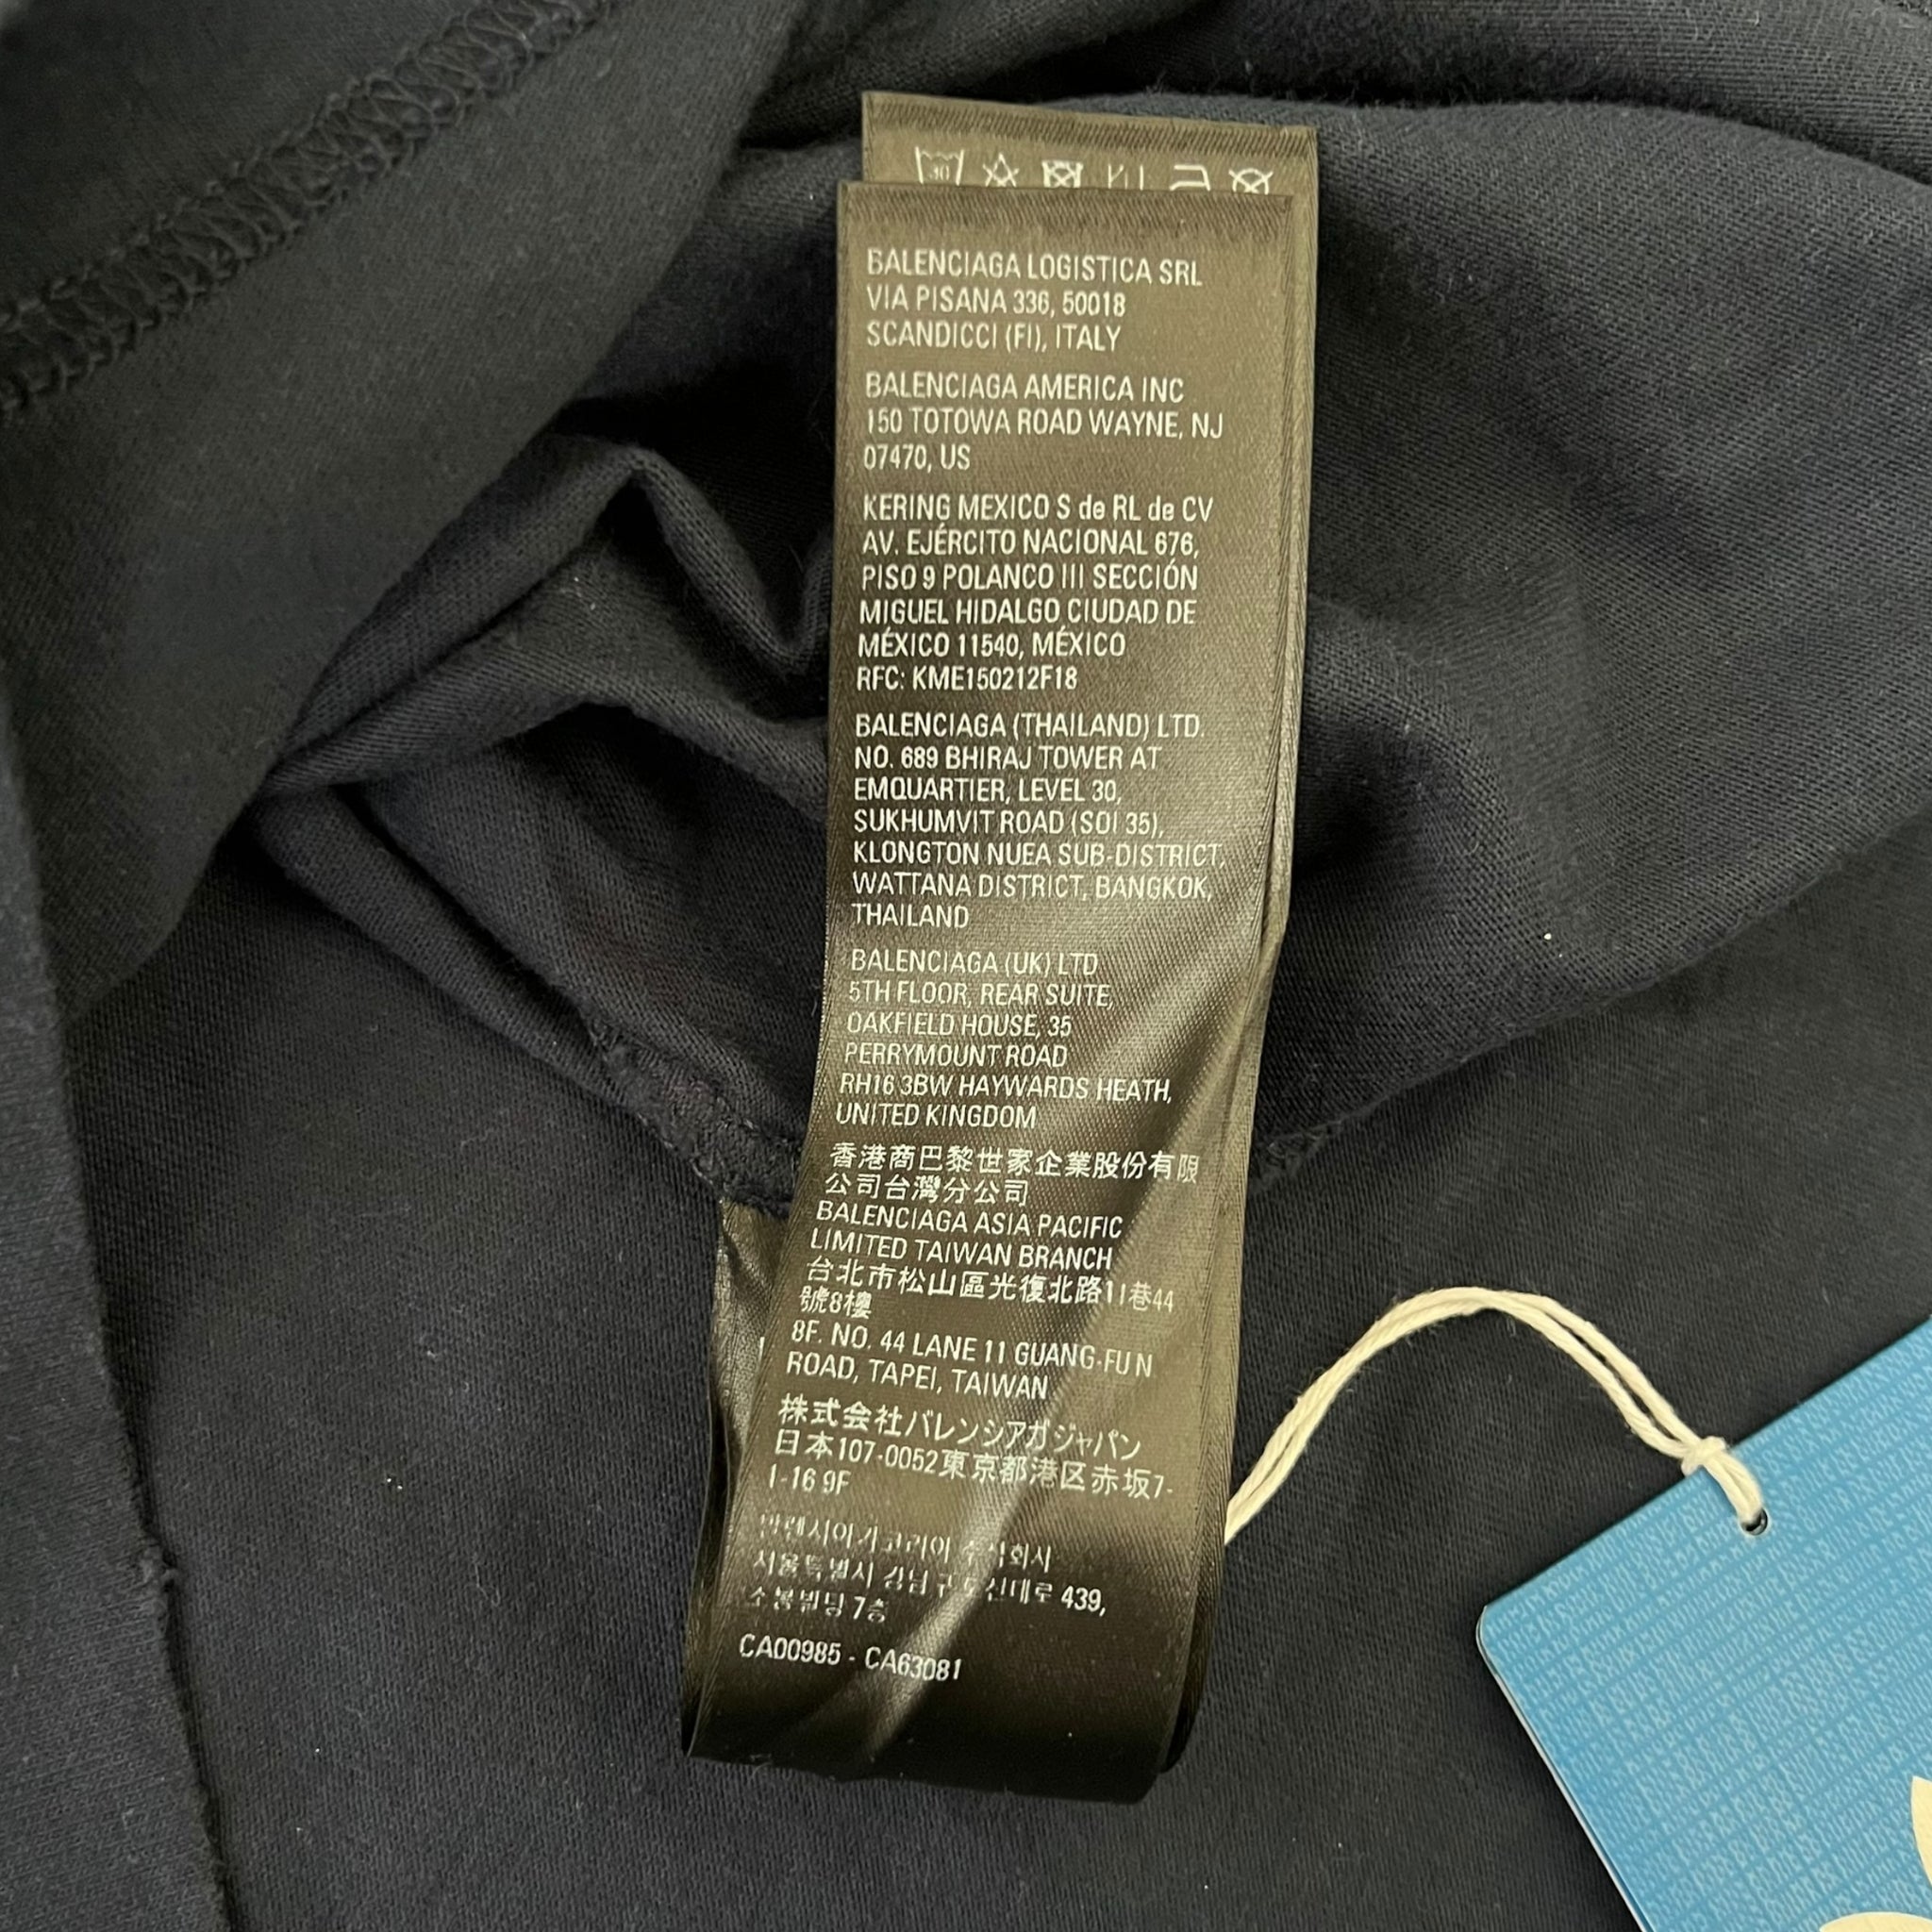 30
BALENCIAGA LOGISTICA SRL
VIA PISANA 336, 50018
SCANDICCI (FI), ITALY
BALENCIAGA AMERICA INC
150 TOTOWA ROAD WAYNE, NJ
07470, US
KERING MEXICO S de RL de CV
AV. EJÉRCITO NACIONAL 676,
PISO 9 POLANCO III SECCIÓN
MIGUEL HIDALGO CIUDAD DE
MÉXICO 11540, MÉXICO
RFC: KME150212F18
BALENCIAGA (THAILAND) LTD.
NO. 689 BHIRAJ TOWER AT
EMQUARTIER, LEVEL 30,
SUKHUMVIT ROAD (SOI 35),
KLONGTON NUEA SUB-DISTRICT,
WATTANA DISTRICT, BANGKOK,
THAILAND
BALENCIAGA (UK) LTD
5TH FLOOR, REAR SUITE,
OAKFIELD HOUSE, 35
PERRYMOUNT ROAD
RH16 3BW HAYWARDS HEATH,
UNITED KINGDOM
香港商巴黎世家企業股份有限
公司台灣分公司
BALENCIAGA ASIA PACIFIC
LIMITED TAIWAN BRANCH
台北市松山區光復北路11巷44
號8樓
8F. NO. 44 LANE 11 GUANG-FU N
ROAD, TAPEI, TAIWAN
株式会社バレンシアガジャパン
日本107-0052東京都港区赤坂7-
1-16 9F
서울특별시 439,
7층
CA00985 - CA63081